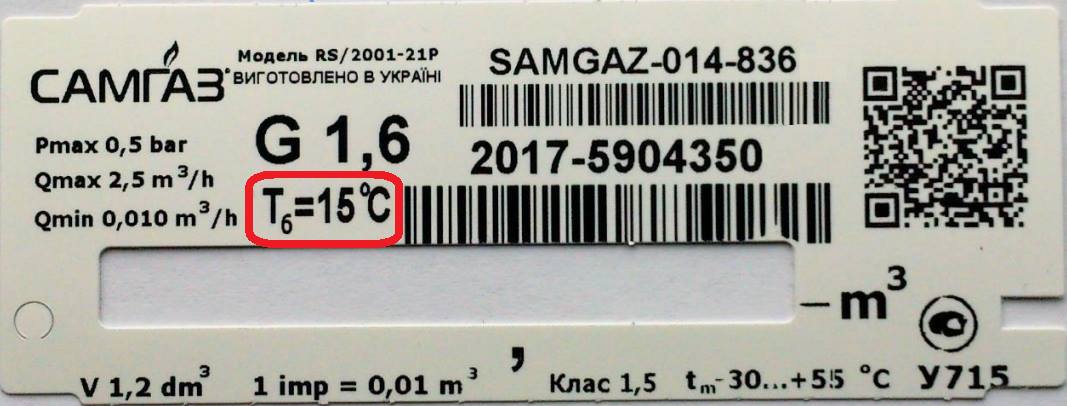 САМГАЗ
Модель RS/2001-21P
ВИГОТОВЛЕНО В УКРАЇНІ
SAMGAZ-014-836
Pmax 0,5 bar
Qmax 2,5 m³/h
Qmin 0,010 m³/h
G 1,6
T₆=15°C
2017-5904350
m³
,
V 1,2 dm³
1 imp = 0,01 m³
Клас 1,5
tm-30...+55 °C
У715